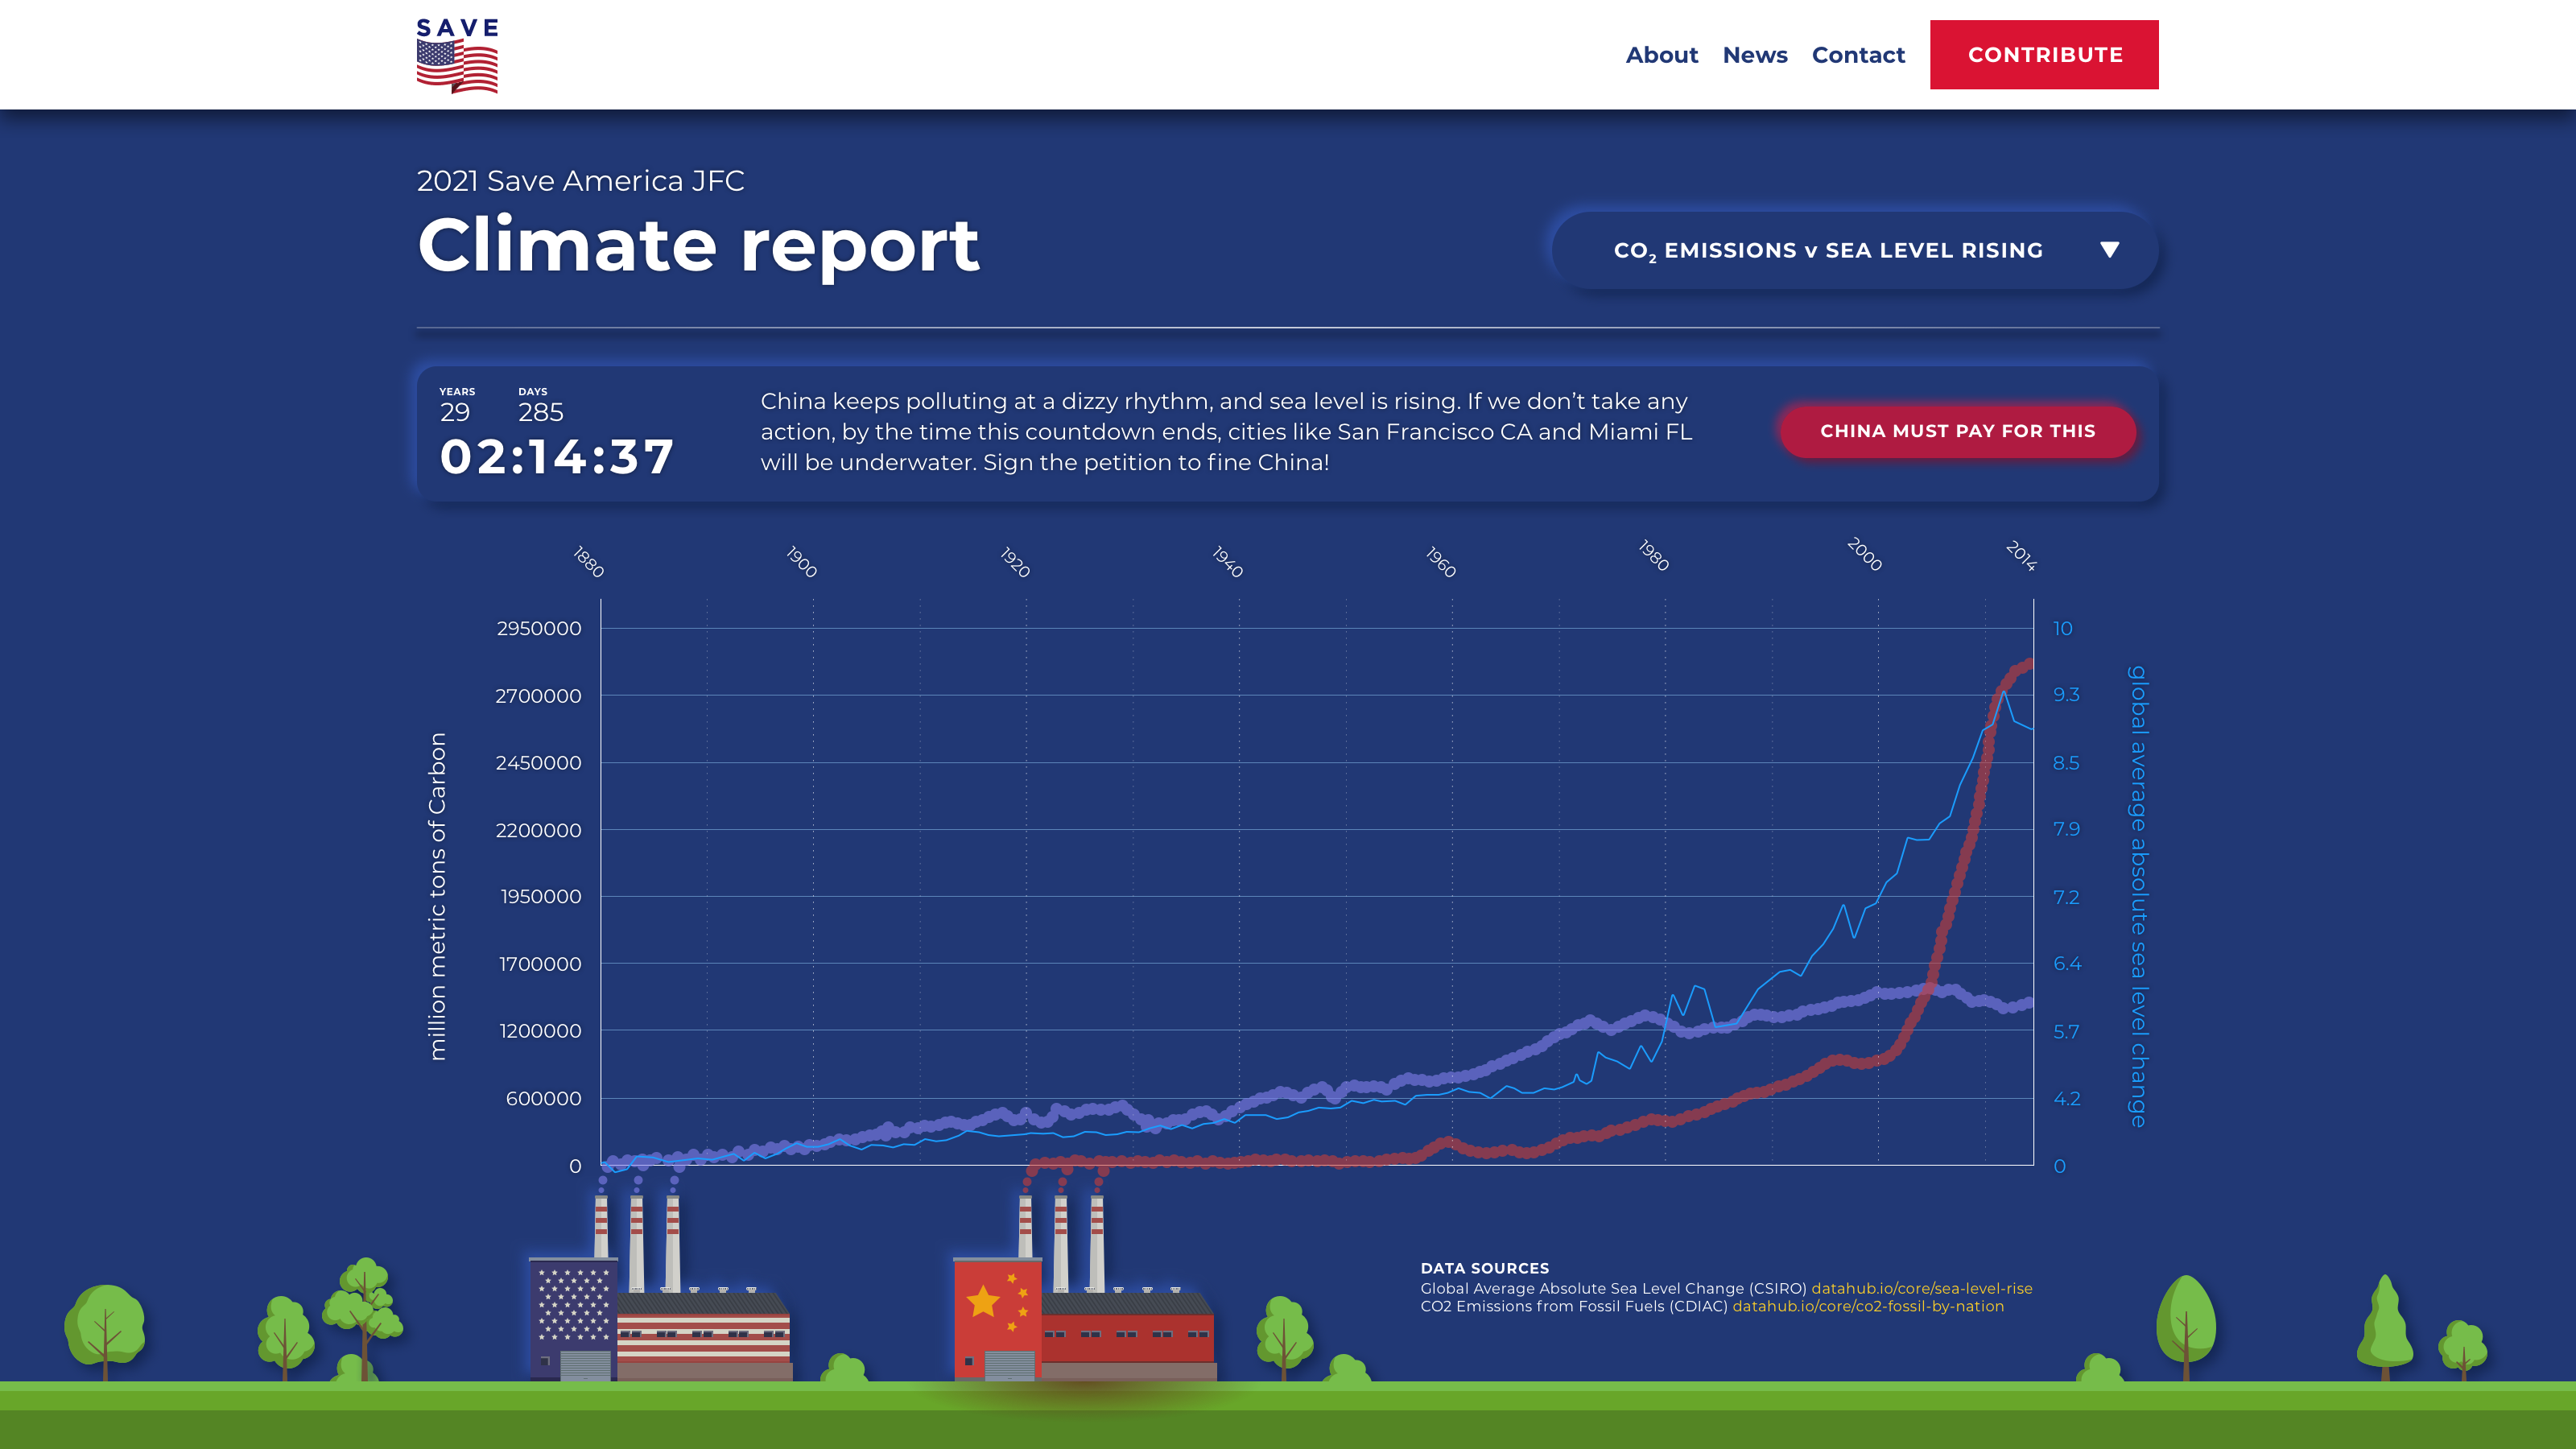 SAVE
About News Contact CONTRIBUTE
2021 Save America JFC
Climate report
CO₂ EMISSIONS v SEA LEVEL RISING
YEARS DAYS
29 285
02:14:37
China keeps polluting at a dizzy rhythm, and sea level is rising. If we don’t take any
action, by the time this countdown ends, cities like San Francisco CA and Miami FL
will be underwater. Sign the petition to fine China!
CHINA MUST PAY FOR THIS
1880 1900 1920 1940 1960 1980 2000 2014
million metric tons of Carbon
2950000
2700000
2450000
2200000
1950000
1700000
1200000
600000
0
10
9.3
8.5
7.9
7.2
6.4
5.7
4.2
0
global average absolute sea level change
DATA SOURCES
Global Average Absolute Sea Level Change (CSIRO) datahub.io/core/sea-level-rise
CO2 Emissions from Fossil Fuels (CDIAC) datahub.io/core/co2-fossil-by-nation